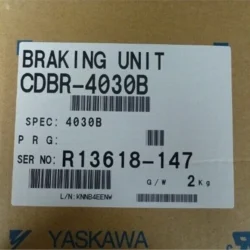 BRAKING UNIT
CDBR-4030B
SPEC: 4030B
P R G:
SER NO: R13618-147
G/W 2 Kg
L/N: KNNB4EENW
YASKAWA